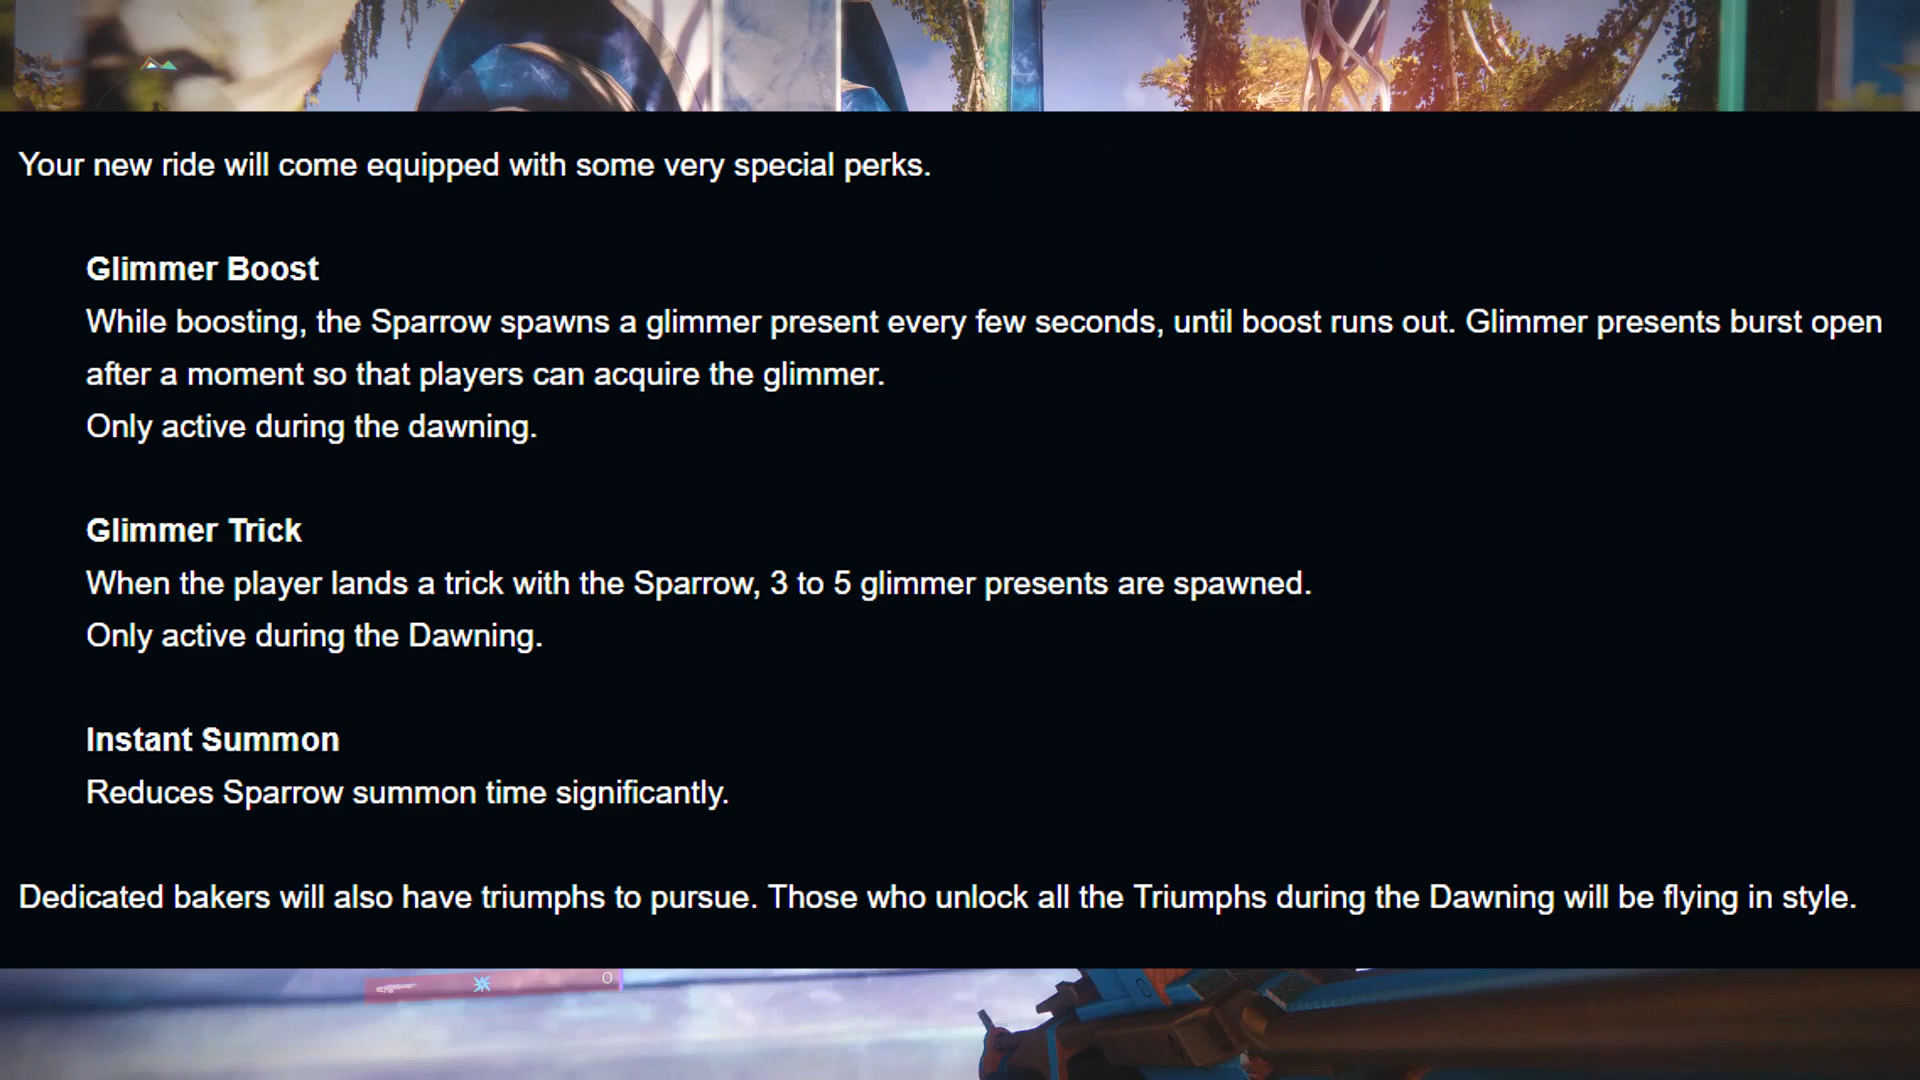 Your new ride will come equipped with some very special perks.
Glimmer Boost
While boosting, the Sparrow spawns a glimmer present every few seconds, until boost runs out. Glimmer presents burst open
after a moment so that players can acquire the glimmer.
Only active during the dawning.
Glimmer Trick
When the player lands a trick with the Sparrow, 3 to 5 glimmer presents are spawned.
Only active during the Dawning.
Instant Summon
Reduces Sparrow summon time significantly.
Dedicated bakers will also have triumphs to pursue. Those who unlock all the Triumphs during the Dawning will be flying in style.
0